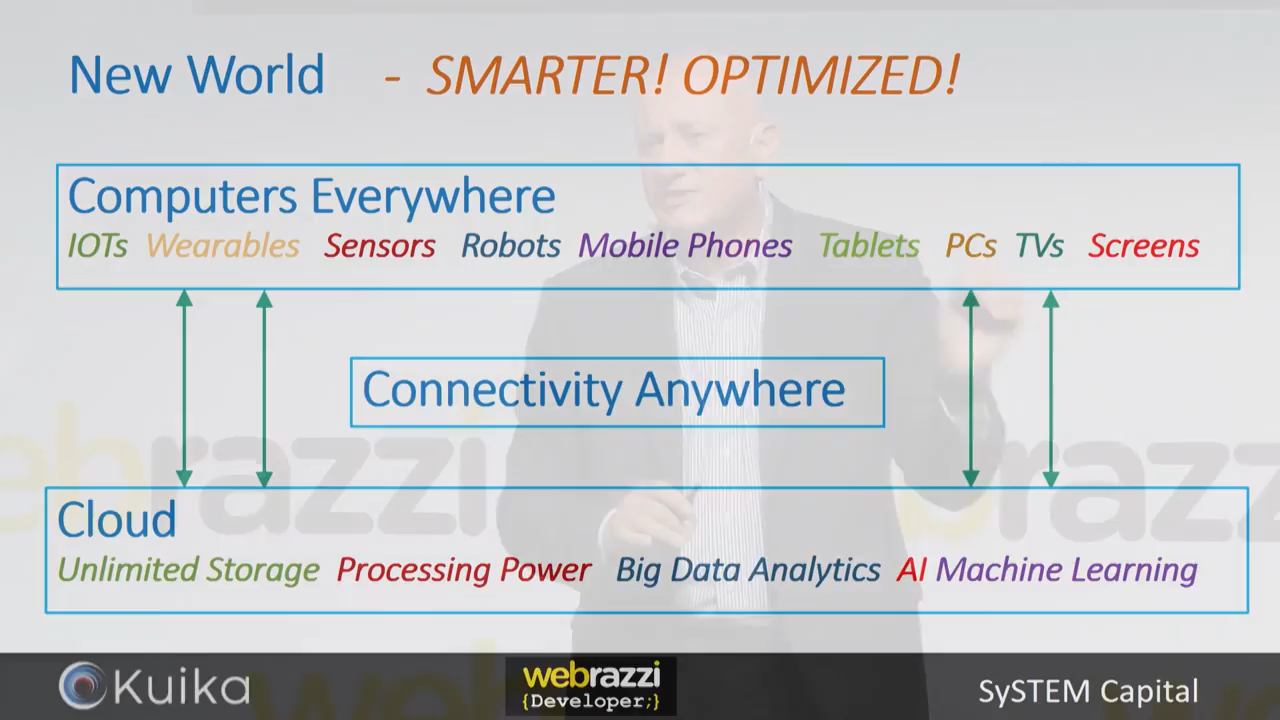 New World - SMARTER! OPTIMIZED!
Computers Everywhere
IOTs Wearables Sensors Robots Mobile Phones Tablets PCs TVs Screens
Connectivity Anywhere
Cloud
Unlimited Storage Processing Power Big Data Analytics AI Machine Learning
webrazzi
Kuika
webrazzi
{Developer;}
SySTEM Capital